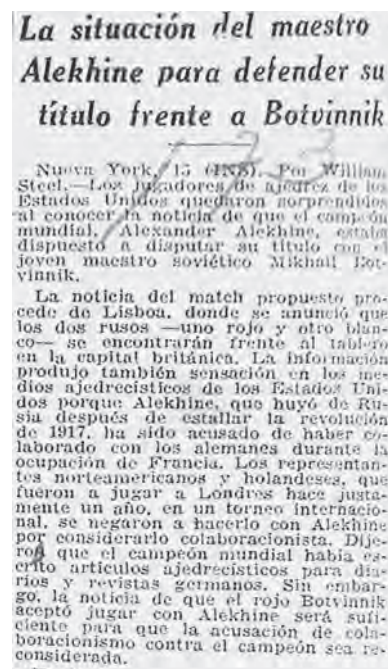 La situación del maestro
Alekhine para defender su
título frente a Botvinnik
Nueva York, 15 (INS). Por William
Steel.—Los jugadores de ajedrez de los
Estados Unidos quedaron sorprendidos
al conocer la noticia de que el campeón
mundial, Alexander Alekhine, estaba
dispuesto a disputar su título con el
joven maestro soviético Mikhail Bot-
vinnik.
La noticia del match propuesto pro-
cede de Lisboa, donde se anunció que
los dos rusos —uno rojo y otro blan-
co— se encontrarán frente al tablero
en la capital británica. La información
produjo también sensación en los me-
dios ajedrecísticos de los Estados Uni-
dos porque Alekhine, que huyó de Ru-
sia después de estallar la revolución
de 1917, ha sido acusado de haber co-
laborado con los alemanes durante la
ocupación de Francia. Los representan-
tes norteamericanos y holandeses, que
fueron a jugar a Londres hace justa-
mente un año, en un torneo internacio-
nal, se negaron a hacerlo con Alekhine
por considerarlo colaboracionista. Dije-
ron que el campeón mundial había es-
crito artículos ajedrecísticos para dia-
rios y revistas germanos. Sin embar-
go, la noticia de que el rojo Botvinnik
aceptó jugar con Alekhine será sufi-
ciente para que la acusación de cola-
boracionismo contra el campeón sea re-
considerada.